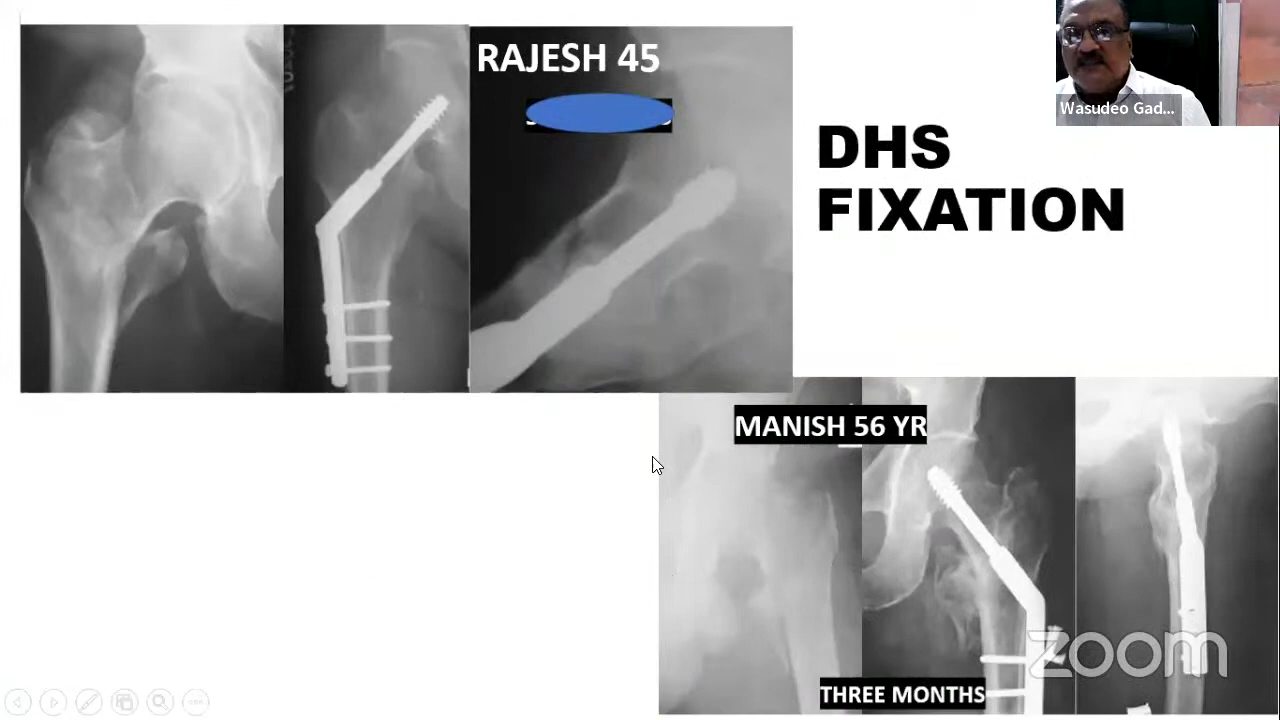 RAJESH 45
Wasudeo Gad...
DHS
FIXATION
MANISH 56 YR
zoom
THREE MONTHS